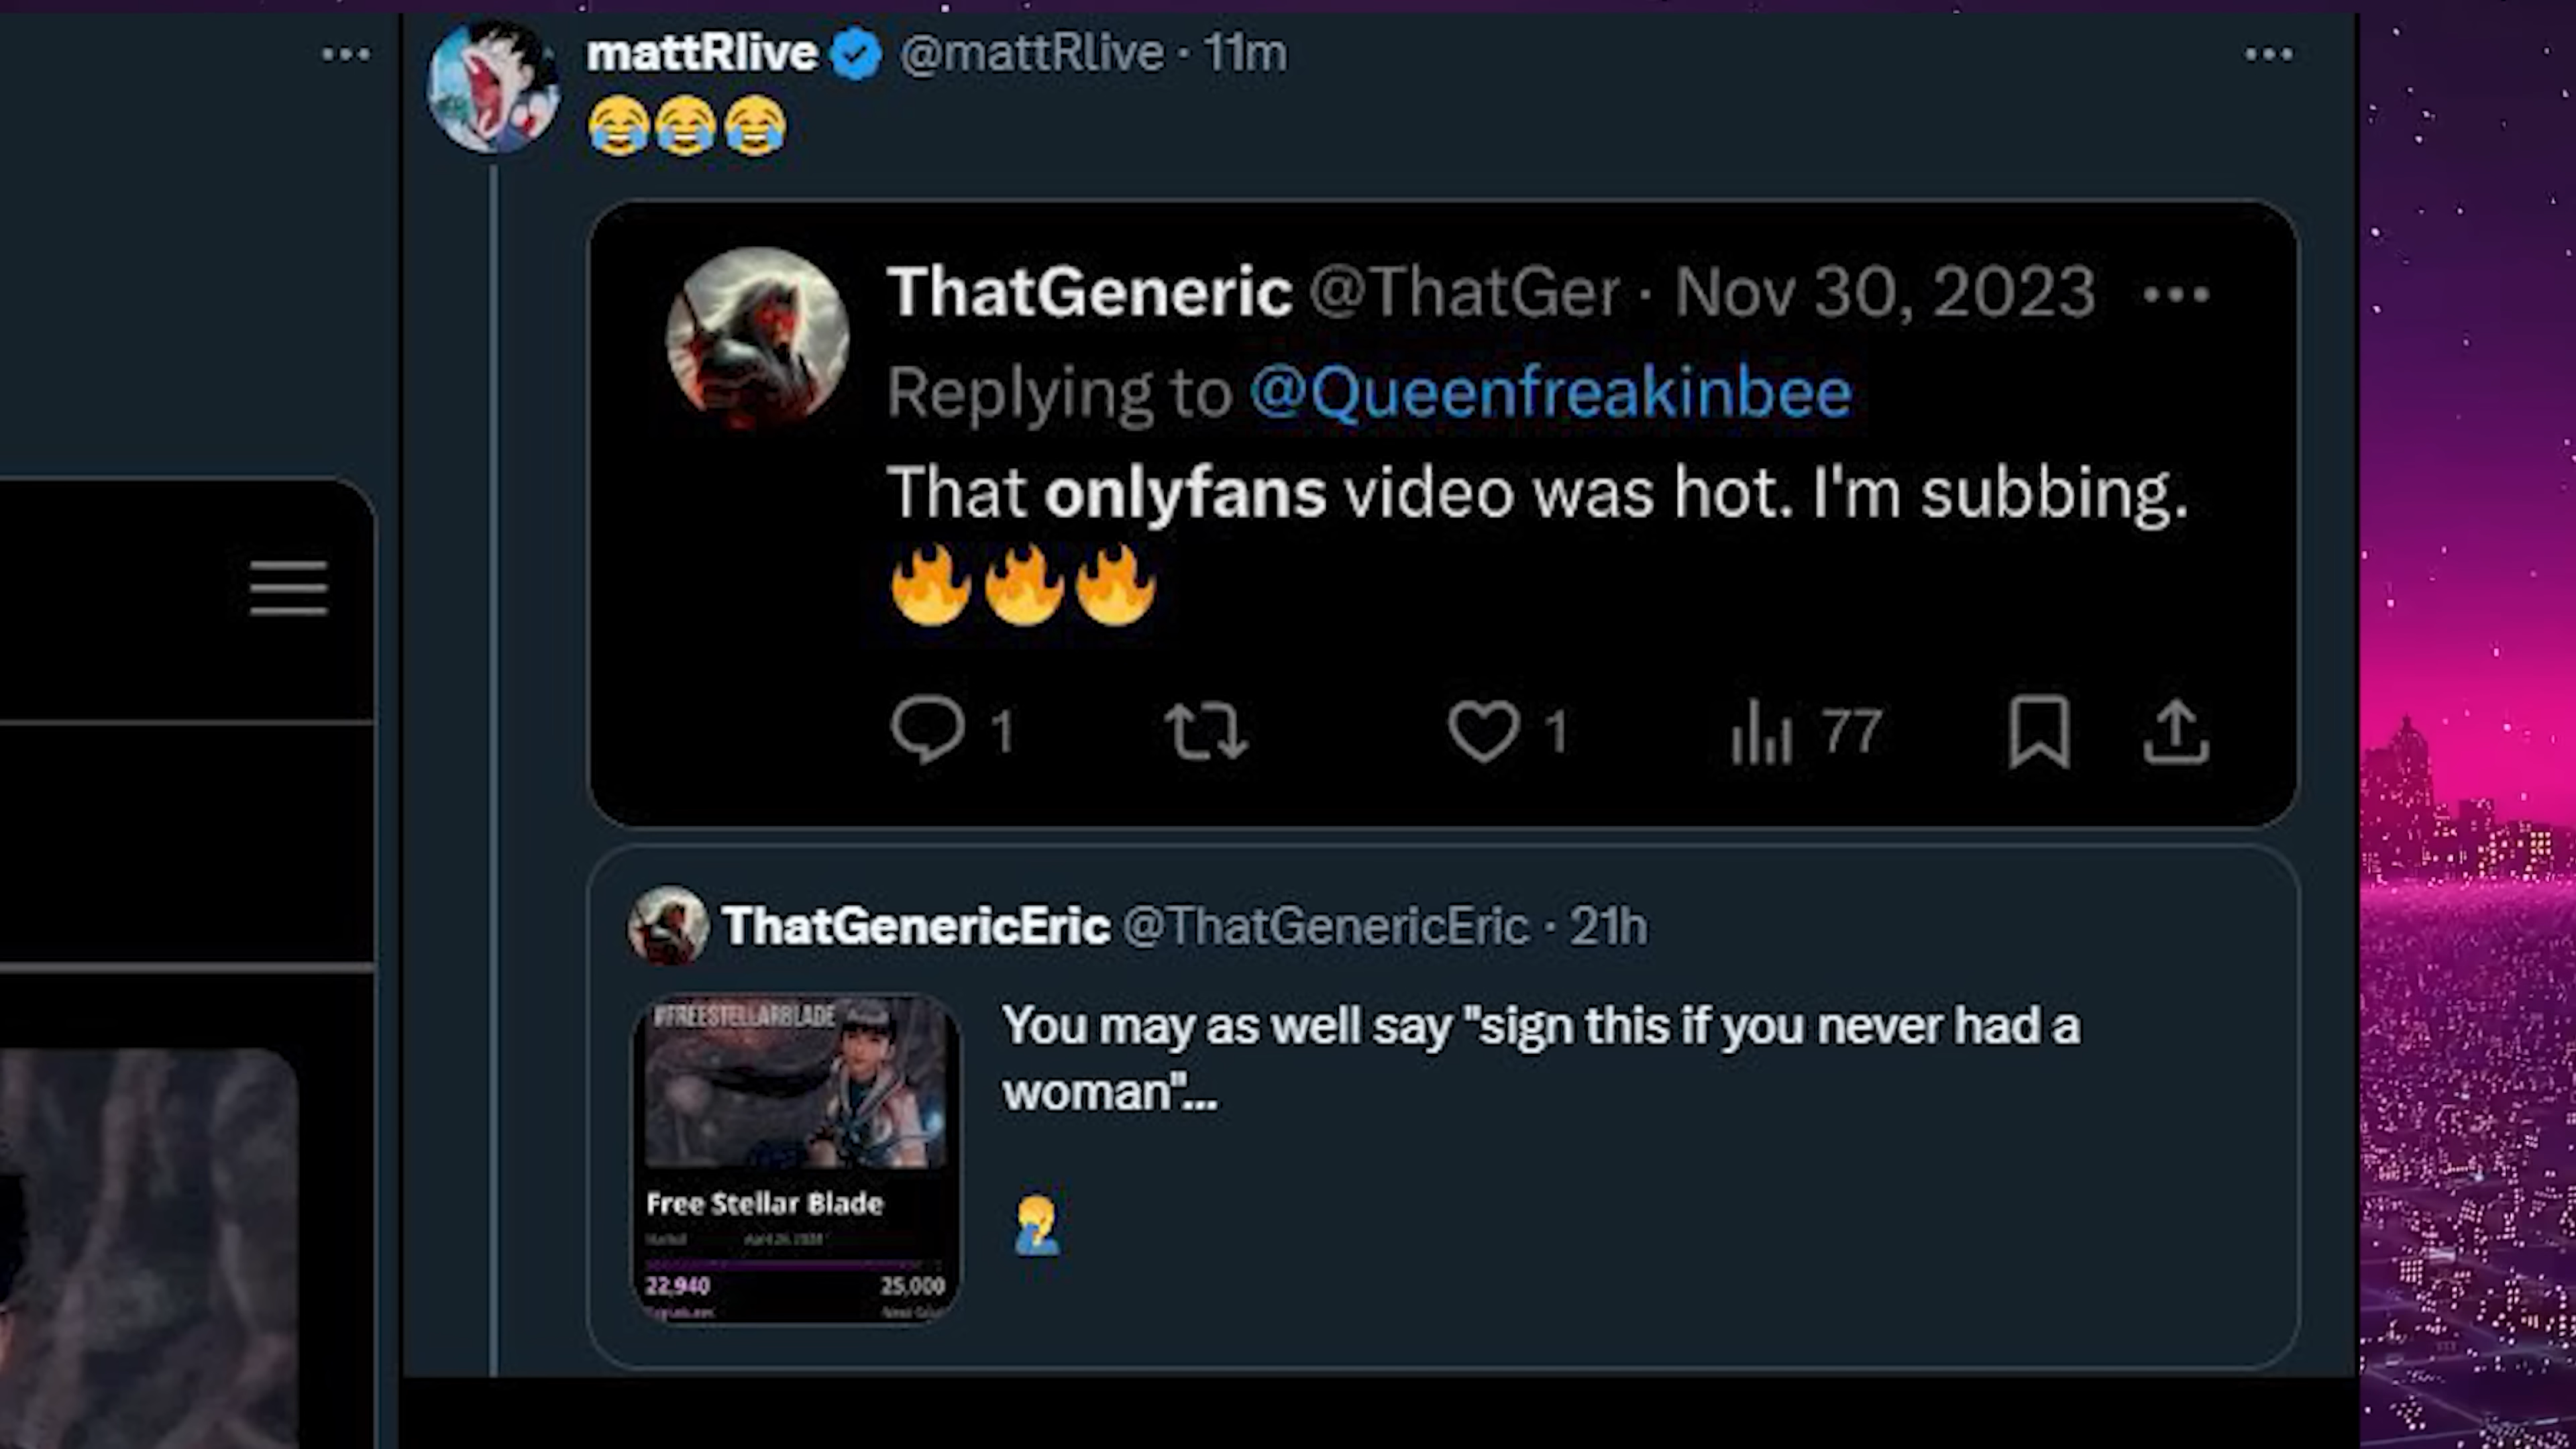 mattRlive @mattRlive · 11m
😂😂😂
ThatGeneric @ThatGer · Nov 30, 2023
Replying to @Queenfreakinbee
That onlyfans video was hot. I'm subbing.
🔥🔥🔥
1 1 77
ThatGenericEric @ThatGenericEric · 21h
#FREESTELLARBLADE
You may as well say "sign this if you never had a
woman"...
🤦
Free Stellar Blade
22,940 25,000